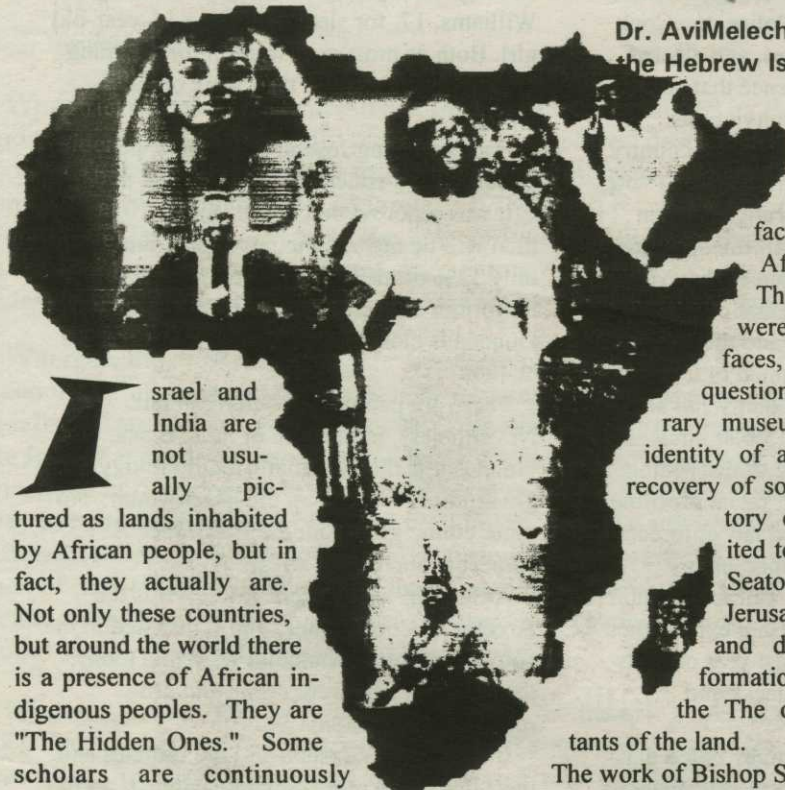 Dr. AviMelech
the Hebrew Is
Israel and
India are
not usu-
ally pic-
tured as lands inhabited
by African people, but in
fact, they actually are.
Not only these countries,
but around the world there
is a presence of African in-
digenous peoples. They are
"The Hidden Ones." Some
scholars are continuously
fac
Af
Th
were
faces,
question
rary museu
identity of a
recovery of so
tory o
ited to
Seato
Jerusa
and d
formation
the The o
tants of the land.
The work of Bishop S